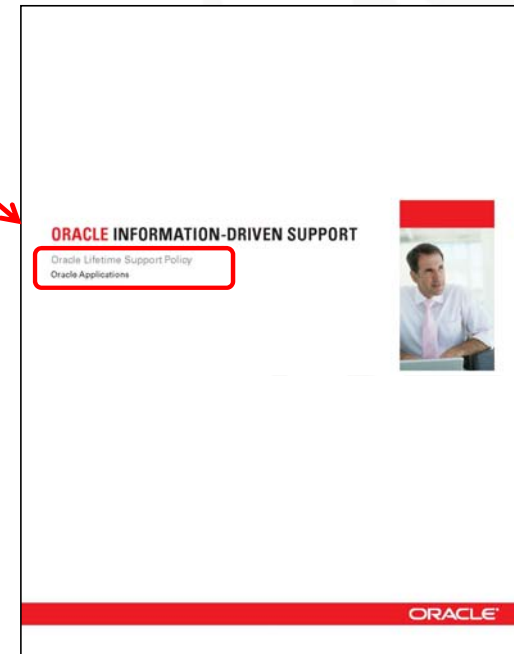 ORACLE INFORMATION-DRIVEN SUPPORT
Oracle Lifetime Support Policy
Oracle Applications
ORACLE®